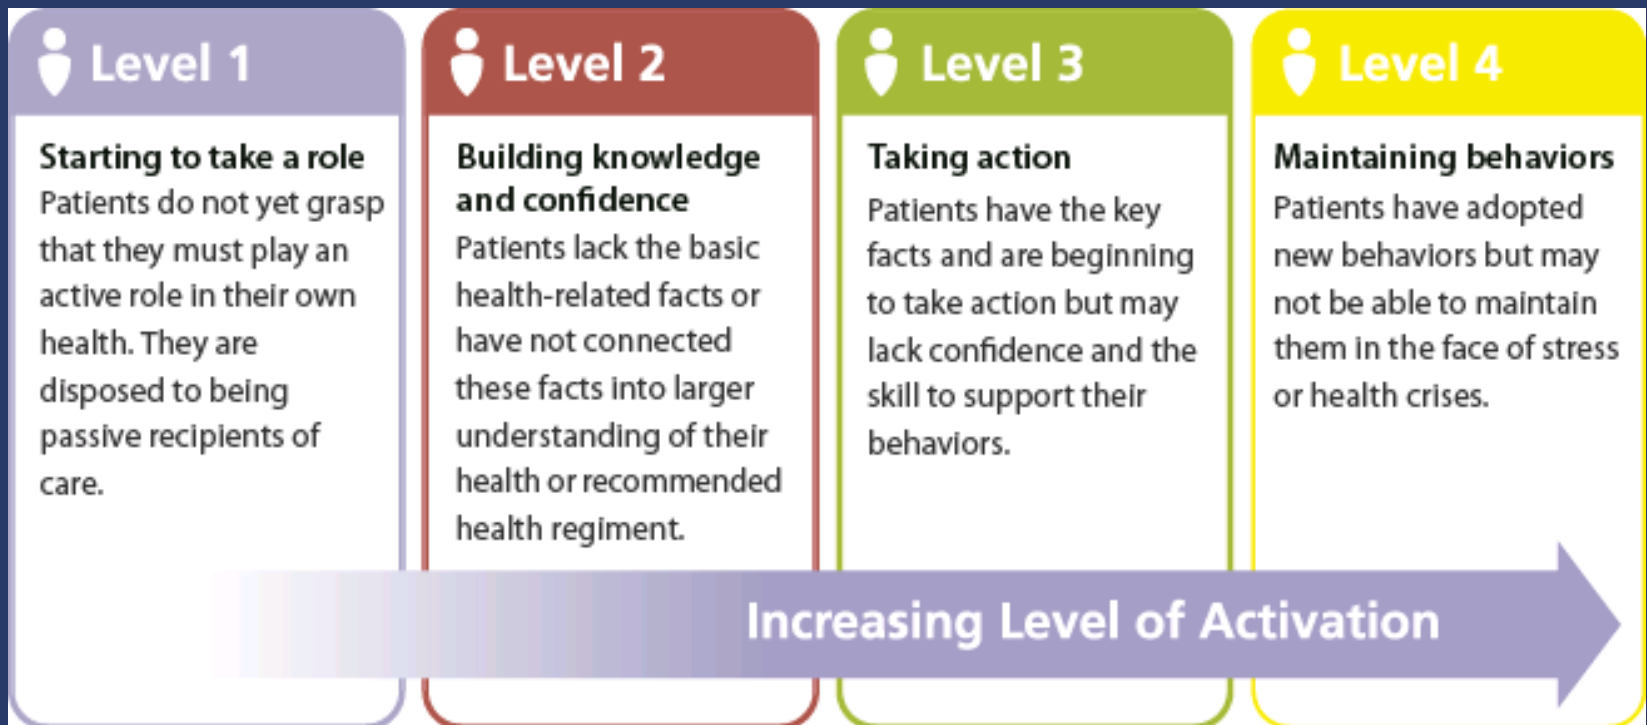 Level 1
Starting to take a role
Patients do not yet grasp
that they must play an
active role in their own
health. They are
disposed to being
passive recipients of
care.
Level 2
Building knowledge
and confidence
Patients lack the basic
health-related facts or
have not connected
these facts into larger
understanding of their
health or recommended
health regiment.
Level 3
Taking action
Patients have the key
facts and are beginning
to take action but may
lack confidence and the
skill to support their
behaviors.
Level 4
Maintaining behaviors
Patients have adopted
new behaviors but may
not be able to maintain
them in the face of stress
or health crises.
Increasing Level of Activation